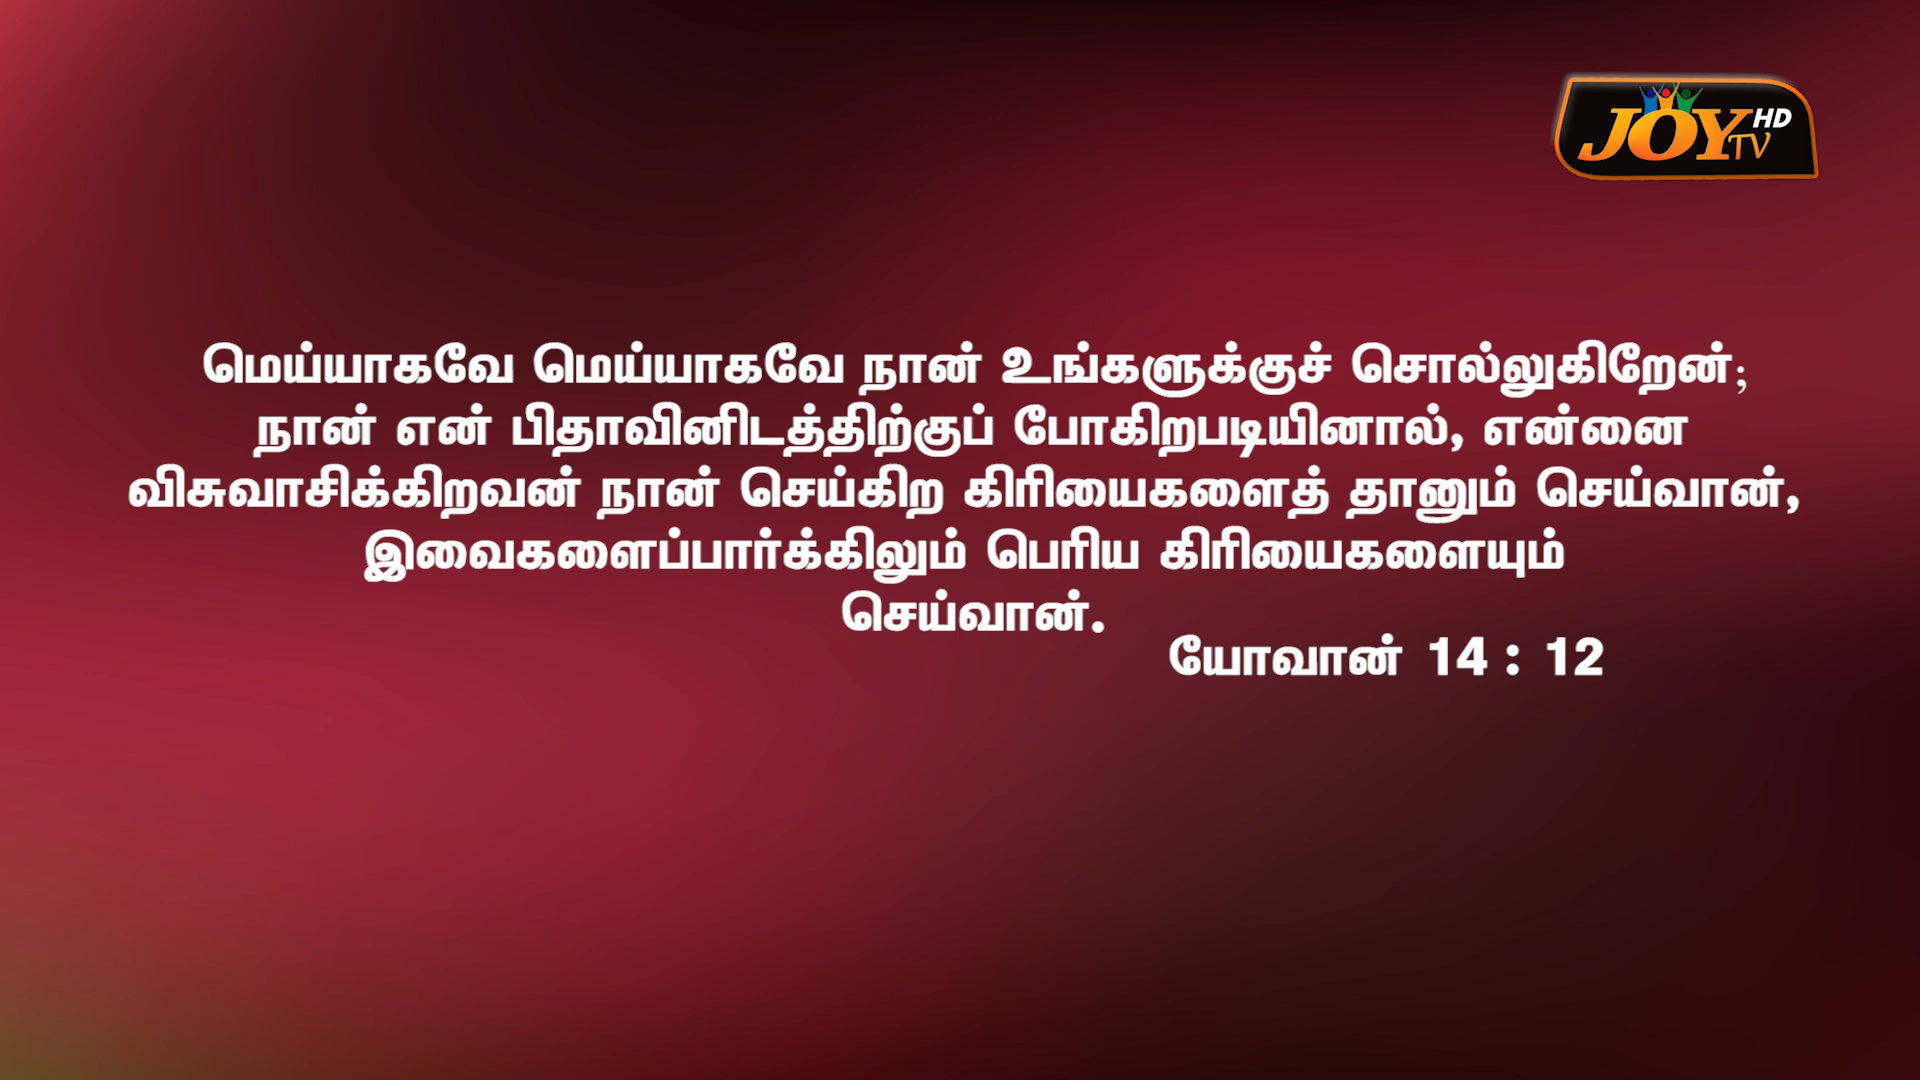 JOY TV HD
மெய்யாகவே மெய்யாகவே நான் உங்களுக்குச் சொல்லுகிறேன்;
நான் என் பிதாவினிடத்திற்குப் போகிறபடியினால், என்னை
விசுவாசிக்கிறவன் நான் செய்கிற கிரியைகளைத் தானும் செய்வான்,
இவைகளைப்பார்க்கிலும் பெரிய கிரியைகளையும்
செய்வான்.
யோவான் 14 : 12